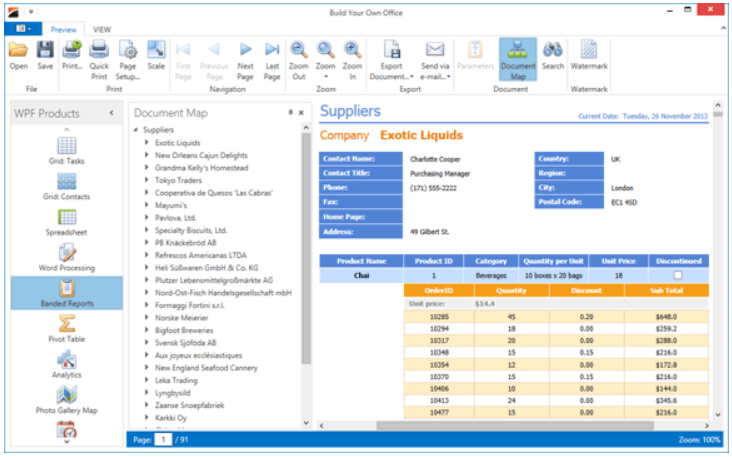 Build Your Own Office
Preview VIEW
Open Save Print... Quick Print Page Setup... Scale First Page Previous Page Next Page Last Page Zoom Out Zoom Zoom In Export Document... Send via e-mail... Parameters Document Map Search Watermark
File Print Navigation Zoom Export Document Watermark
WPF Products
Grid: Tasks
Grid: Contacts
Spreadsheet
Word Processing
Banded Reports
Pivot Table
Analytics
Photo Gallery Map
Document Map
Suppliers
Exotic Liquids
New Orleans Cajun Delights
Grandma Kelly's Homestead
Tokyo Traders
Cooperativa de Quesos 'Las Cabras'
Mayumi's
Pavlova, Ltd.
Specialty Biscuits, Ltd.
PB Knäckebröd AB
Refrescos Americanas LTDA
Heli Süßwaren GmbH & Co. KG
Plutzer Lebensmittelgroßmärkte AG
Nord-Ost-Fisch Handelsgesellschaft mbH
Formaggi Fortini s.r.l.
Norske Meierier
Bigfoot Breweries
Svensk Sjöföda AB
Aux joyeux ecclésiastiques
New England Seafood Cannery
Leka Trading
Lyngbysild
Zaanse Snoepfabriek
Karkki Oy
Suppliers
Current Date: Tuesday, 26 November 2013
Company Exotic Liquids
Contact Name: Charlotte Cooper Country: UK
Contact Title: Purchasing Manager Region:
Phone: (171) 555-2222 City: London
Fax: Postal Code: EC1 4SD
Home Page:
Address: 49 Gilbert St.
Product Name Product ID Category Quantity per Unit Unit Price Discontinued
Chai 1 Beverages 10 boxes x 20 bags 18
OrderID Quantity Discount Sub Total
Unit price: $14.4
10285 45 0.20 $648.0
10294 18 0.00 $259.2
10317 20 0.00 $288.0
10348 15 0.15 $216.0
10354 12 0.00 $172.8
10370 15 0.15 $216.0
10406 10 0.00 $144.0
10413 24 0.00 $345.6
10477 15 0.00 $216.0
Page: 1 / 91 Zoom: 100%